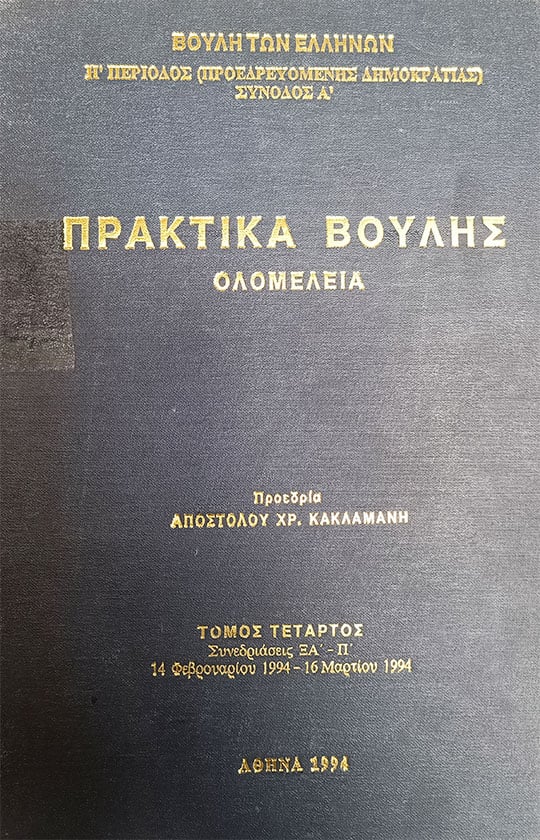 ΒΟΥΛΗ ΤΩΝ ΕΛΛΗΝΩΝ
Η' ΠΕΡΙΟΔΟΣ (ΠΡΟΕΔΡΕΥΟΜΕΝΗΣ ΔΗΜΟΚΡΑΤΙΑΣ)
ΣΥΝΟΔΟΣ Α'
ΠΡΑΚΤΙΚΑ ΒΟΥΛΗΣ
ΟΛΟΜΕΛΕΙΑ
Προεδρία
ΑΠΟΣΤΟΛΟΥ ΧΡ. ΚΑΚΛΑΜΑΝΗ
ΤΟΜΟΣ ΤΕΤΑΡΤΟΣ
Συνεδριάσεις ΞΑ' - Π'
14 Φεβρουαρίου 1994 - 16 Μαρτίου 1994
ΑΘΗΝΑ 1994